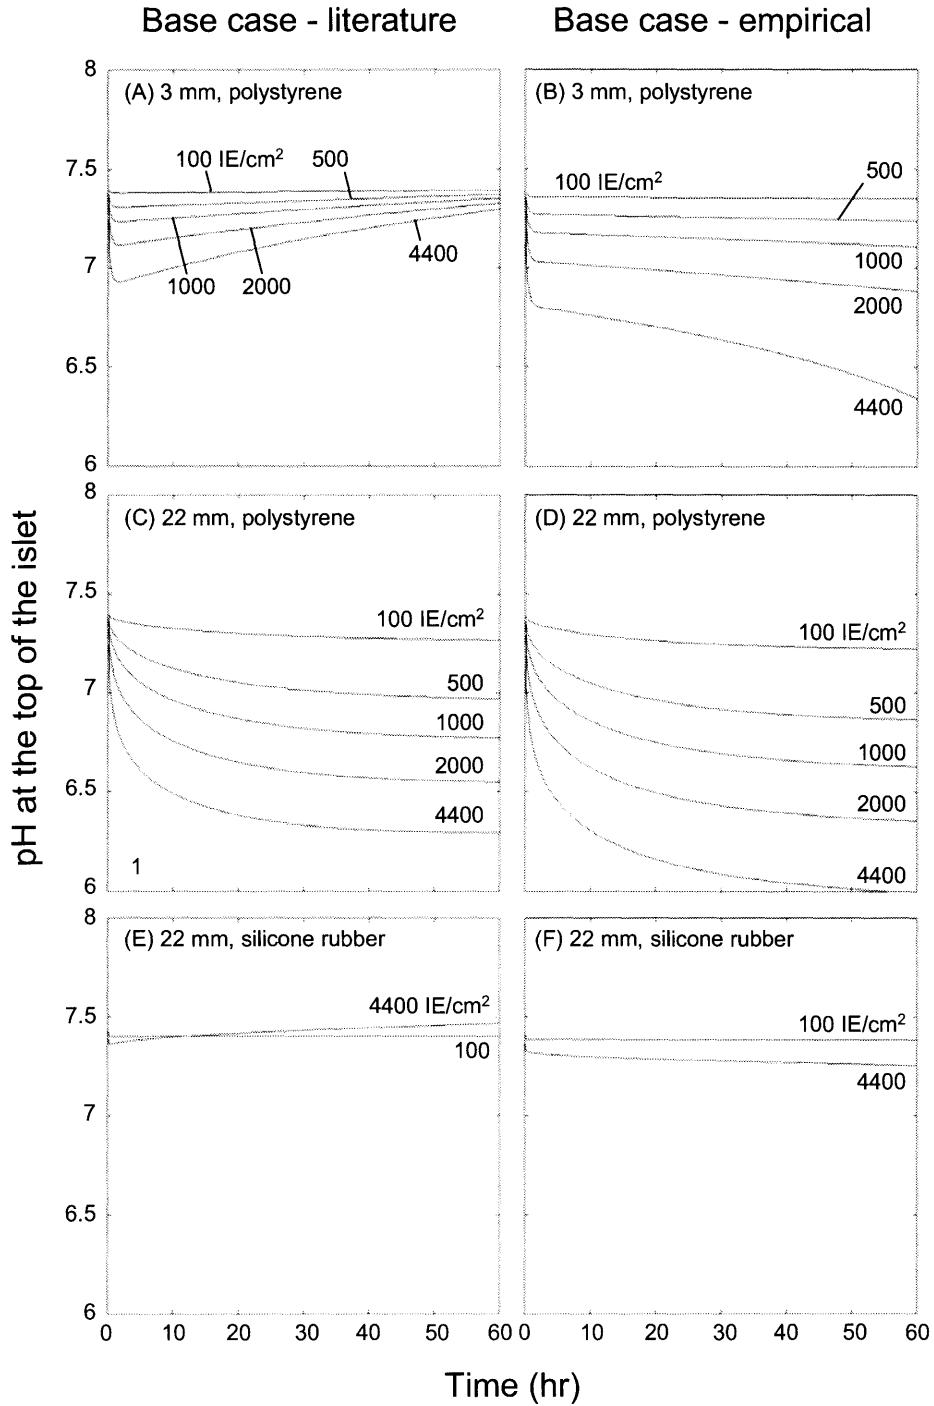 Base case - literature
Base case - empirical
pH at the top of the islet
8
7.5
7
6.5
6
(A) 3 mm, polystyrene
100 IE/cm²
500
1000
2000
4400
(B) 3 mm, polystyrene
100 IE/cm²
500
1000
2000
4400
8
7.5
7
6.5
6
(C) 22 mm, polystyrene
100 IE/cm²
500
1000
2000
4400
1
(D) 22 mm, polystyrene
100 IE/cm²
500
1000
2000
4400
8
7.5
7
6.5
6
(E) 22 mm, silicone rubber
4400 IE/cm²
100
(F) 22 mm, silicone rubber
100 IE/cm²
4400
0 10 20 30 40 50 60
0 10 20 30 40 50 60
Time (hr)